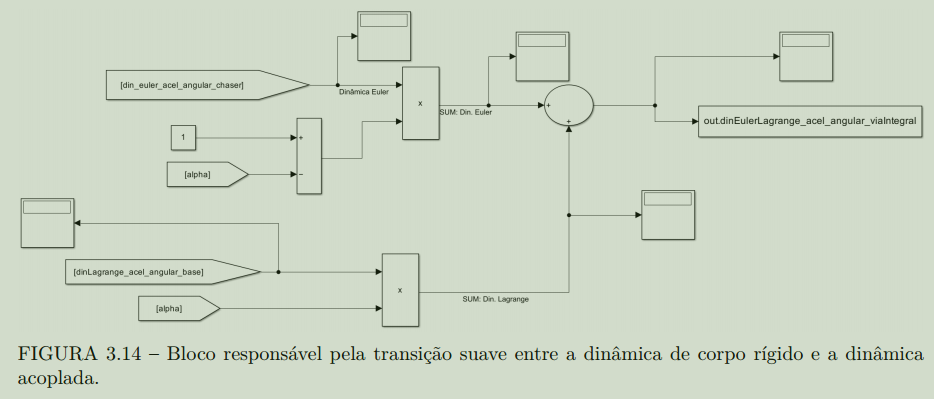 [din_euler_acel_angular_chaser]
Dinâmica Euler
x
SUM: Din. Euler
+
+
out.dinEulerLagrange_acel_angular_viaIntegral
1
+
−
[alpha]
[dinLagrange_acel_angular_base]
x
[alpha]
SUM: Din. Lagrange
FIGURA 3.14 – Bloco responsável pela transição suave entre a dinâmica de corpo rígido e a dinâmica
acoplada.